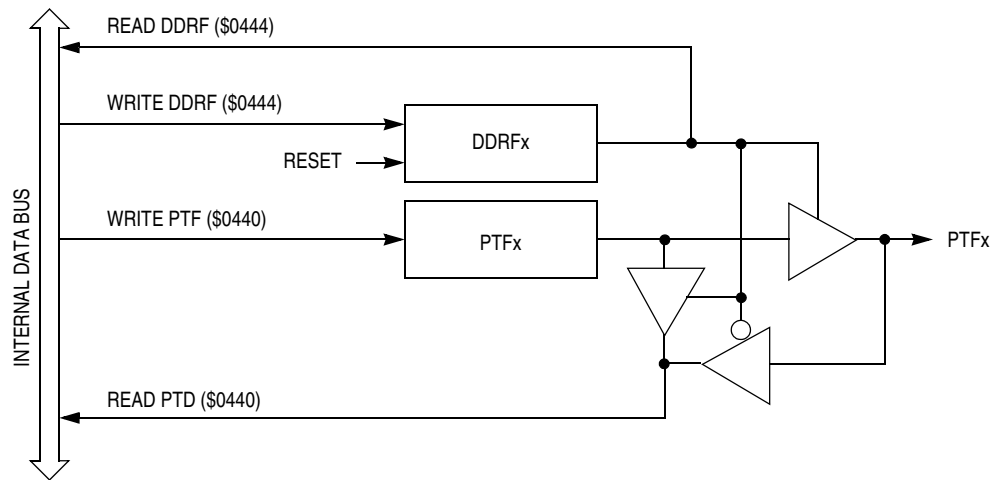 READ DDRF ($0444)
WRITE DDRF ($0444)
DDRFx
RESET
WRITE PTF ($0440)
PTFx
PTFx
INTERNAL DATA BUS
READ PTD ($0440)